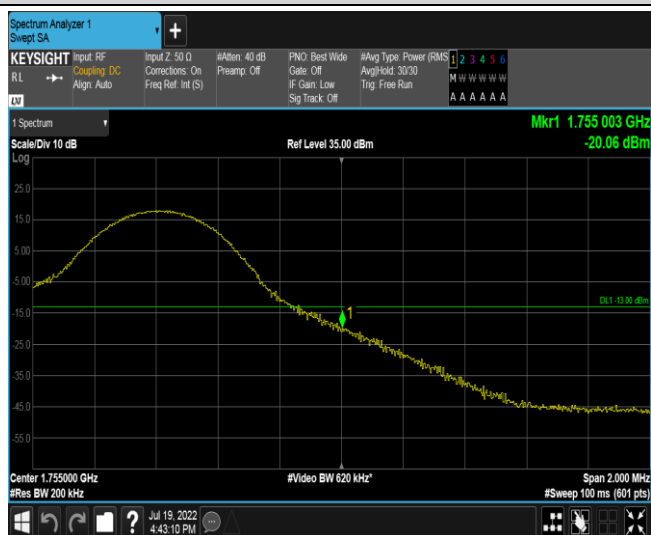 Spectrum Analyzer 1
Swept SA
+
KEYSIGHT
RL
LXI
Input: RF
Coupling: DC
Align: Auto
Input Z: 50 Ω
Corrections: On
Freq Ref: Int (S)
#Atten: 40 dB
Preamp: Off
PNO: Best Wide
Gate: Off
IF Gain: Low
Sig Track: Off
#Avg Type: Power (RMS
Avg|Hold: 30/30
Trig: Free Run
1 2 3 4 5 6
M W W W W W
A A A A A A
1 Spectrum
Mkr1 1.755 003 GHz
Scale/Div 10 dB
Ref Level 35.00 dBm
-20.06 dBm
Log
25.0
15.0
5.00
-5.00
DL1 -13.00 dBm
1
-15.0
-25.0
-35.0
-45.0
-55.0
Center 1.755000 GHz
#Video BW 620 kHz*
Span 2.000 MHz
#Res BW 200 kHz
#Sweep 100 ms (601 pts)
?
Jul 19, 2022
4:43:10 PM